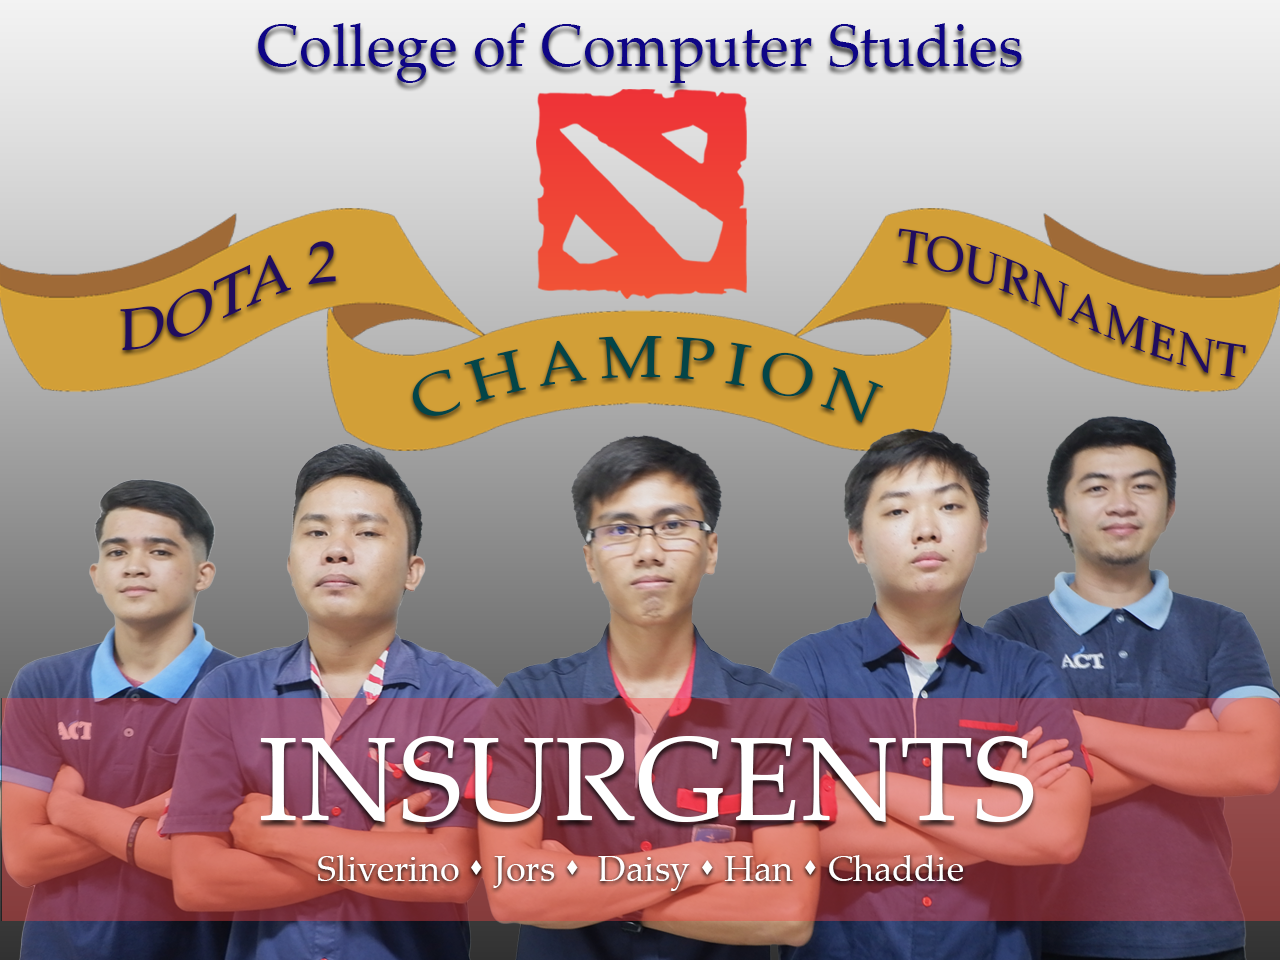 College of Computer Studies
DOTA 2
CHAMPION
TOURNAMENT
ACT
ACT
INSURGENTS
Sliverino ♦ Jors ♦ Daisy ♦ Han ♦ Chaddie